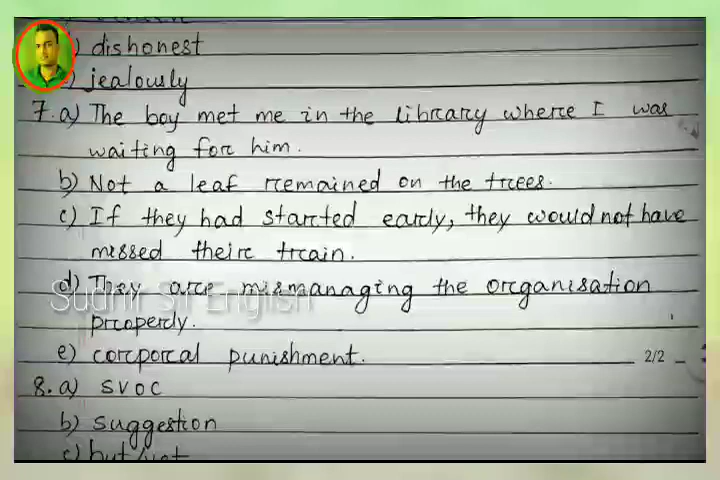 dishonest
jealously
7. a) The boy met me in the library where I was
waiting for him.
b) Not a leaf remained on the trees.
c) If they had started early, they would not have
missed their train.
d) They are mismanaging the organisation
properly.
Sudhir Sir English
e) corporal punishment.
2/2
8. a) SVOC
b) suggestion
c) but/yet